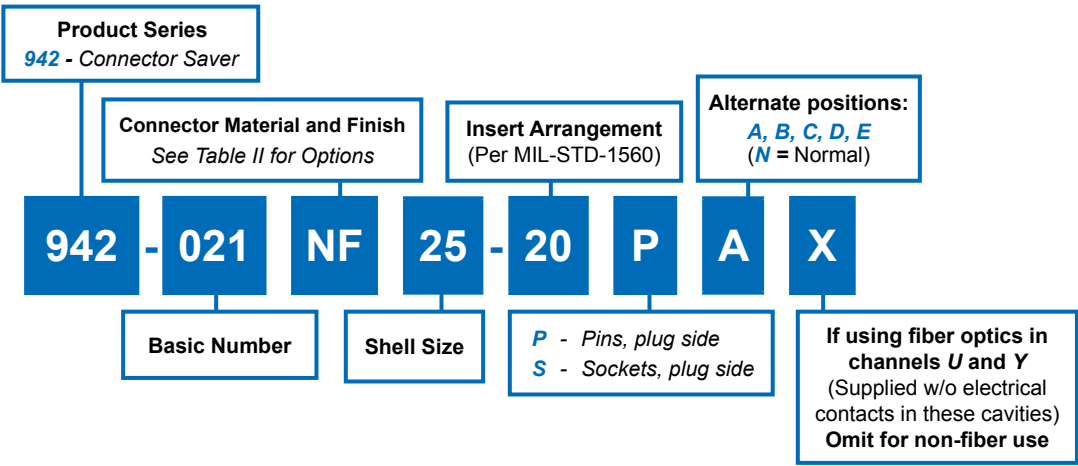 Product Series
942 - Connector Saver
Connector Material and Finish
See Table II for Options
Insert Arrangement
(Per MIL-STD-1560)
Alternate positions:
A, B, C, D, E
(N = Normal)
942 - 021 NF 25 - 20 P A X
Basic Number
Shell Size
P - Pins, plug side
S - Sockets, plug side
If using fiber optics in
channels U and Y
(Supplied w/o electrical
contacts in these cavities)
Omit for non-fiber use